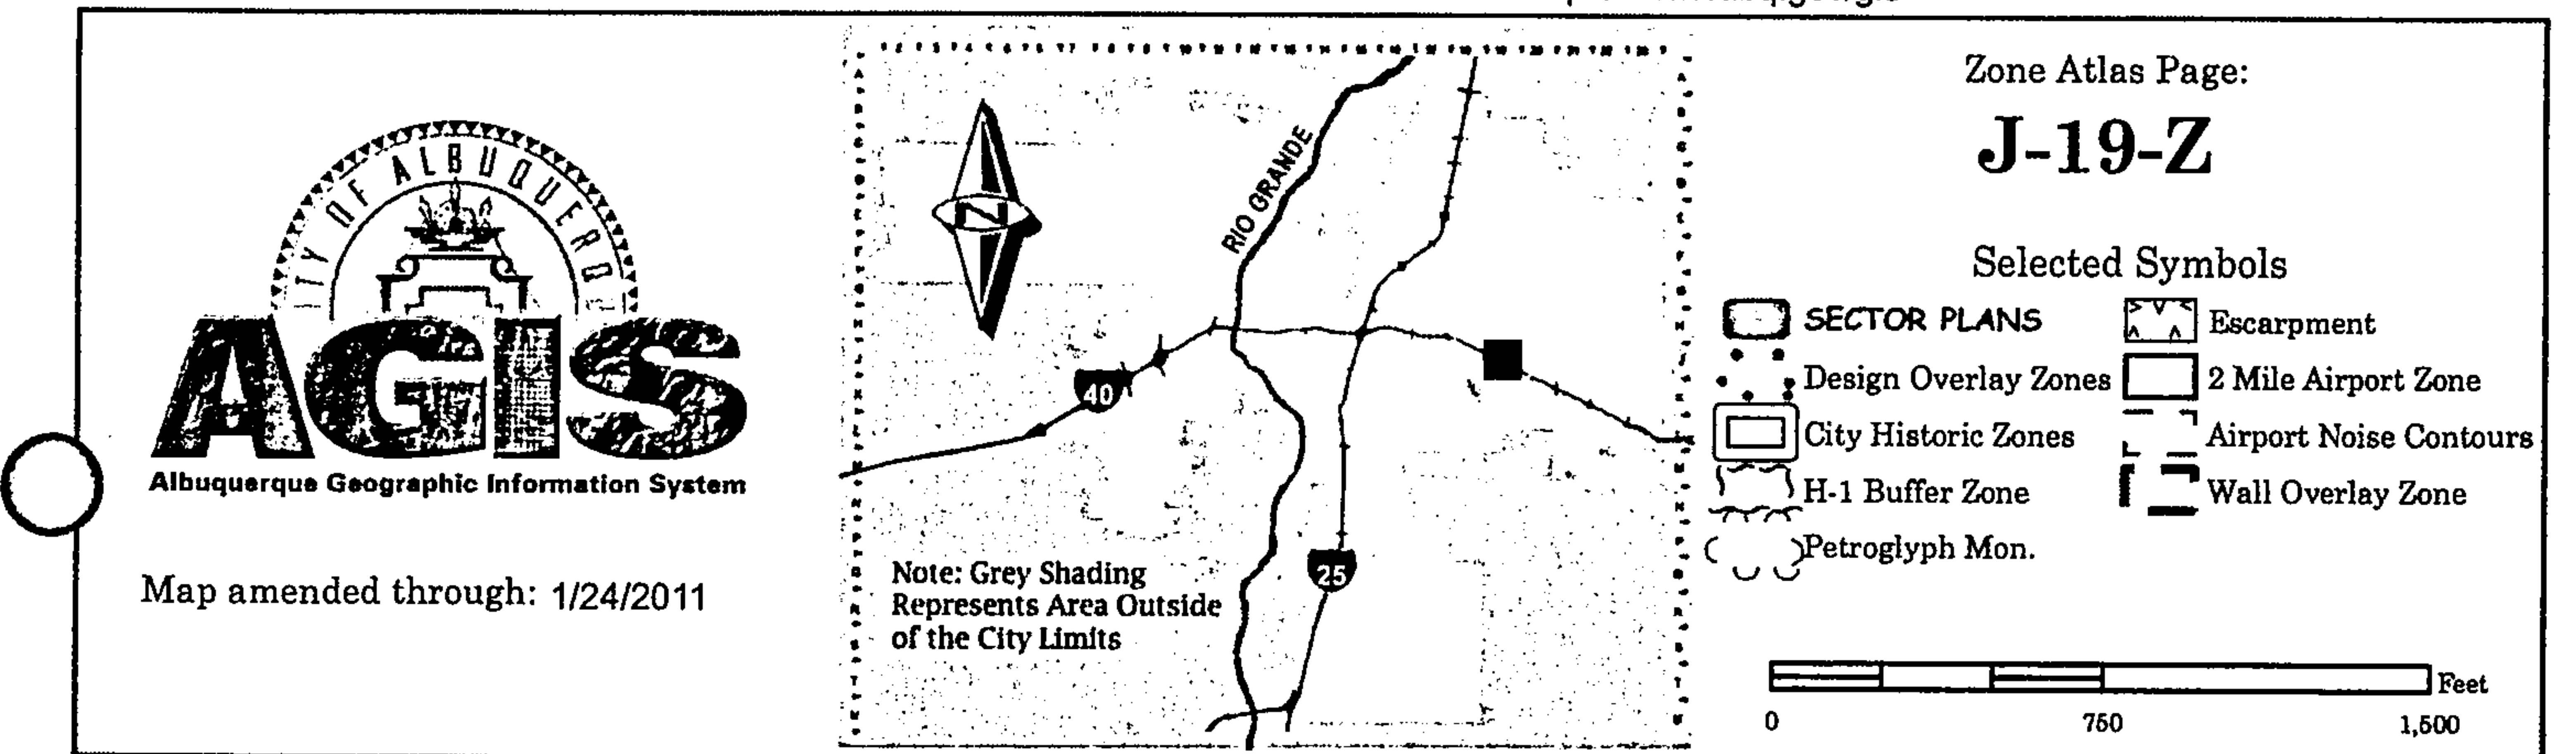 CITY OF ALBUQUERQ
AGIS
Albuquerque Geographic Information System
Map amended through: 1/24/2011
RIO GRANDE
N
40
25
Note: Grey Shading
Represents Area Outside
of the City Limits
Zone Atlas Page:
J-19-Z
Selected Symbols
SECTOR PLANS
Design Overlay Zones
City Historic Zones
H-1 Buffer Zone
Petroglyph Mon.
Escarpment
2 Mile Airport Zone
Airport Noise Contours
Wall Overlay Zone
Feet
0 750 1,500